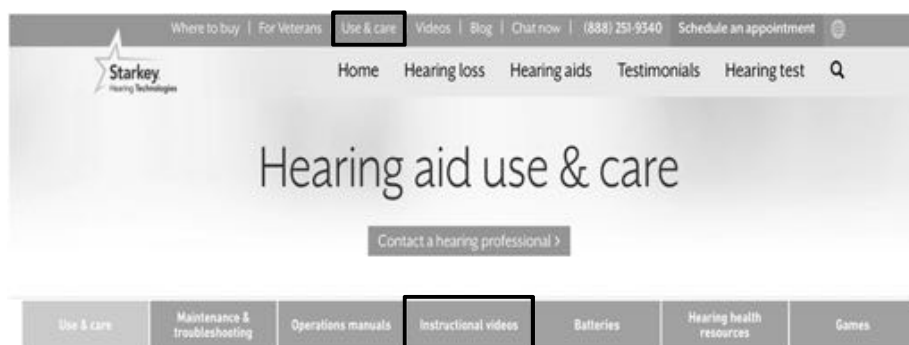 Where to buy | For Veterans | Use & care | Videos | Blog | Chat now | (888) 251-9340 Schedule an appointment
Starkey
Hearing Technologies
Home Hearing loss Hearing aids Testimonials Hearing test
Hearing aid use & care
Contact a hearing professional >
Use & care Maintenance & troubleshooting Operations manuals Instructional videos Batteries Hearing health resources Games